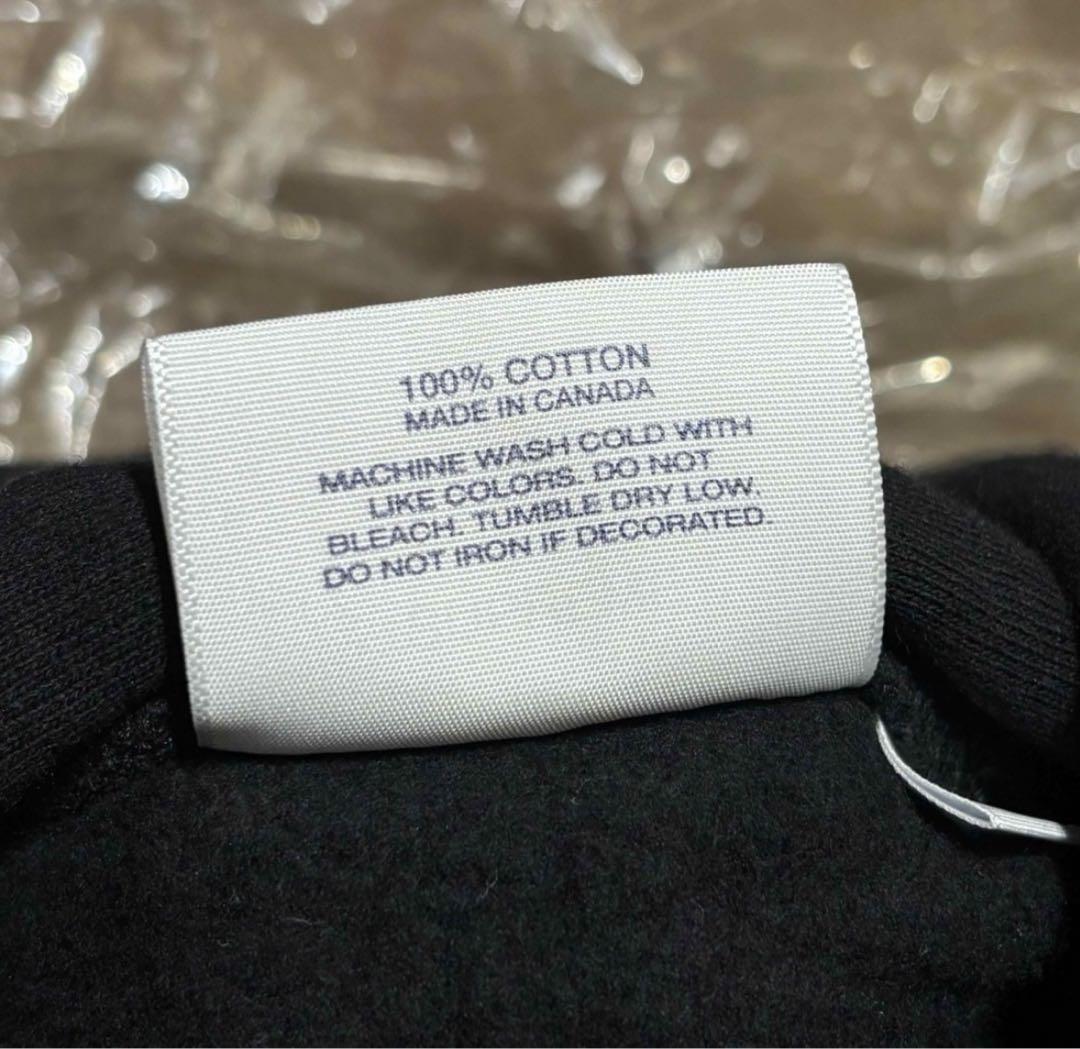 100% COTTON
MADE IN CANADA
MACHINE WASH COLD WITH
LIKE COLORS. DO NOT
BLEACH. TUMBLE DRY LOW.
DO NOT IRON IF DECORATED.